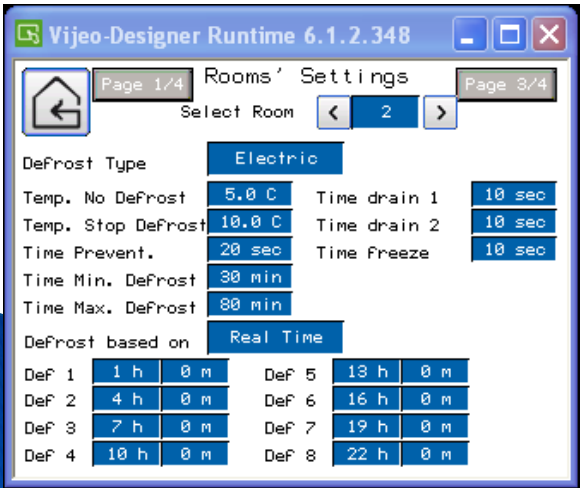 Vijeo-Designer Runtime 6.1.2.348
Page 1/4 Rooms' Settings Page 3/4
Select Room < 2 >
Defrost Type Electric
Temp. No Defrost 5.0 C Time drain 1 10 sec
Temp. Stop Defrost 10.0 C Time drain 2 10 sec
Time Prevent. 20 sec Time freeze 10 sec
Time Min. Defrost 30 min
Time Max. Defrost 80 min
Defrost based on Real Time
Def 1 1 h 0 m Def 5 13 h 0 m
Def 2 4 h 0 m Def 6 16 h 0 m
Def 3 7 h 0 m Def 7 19 h 0 m
Def 4 10 h 0 m Def 8 22 h 0 m